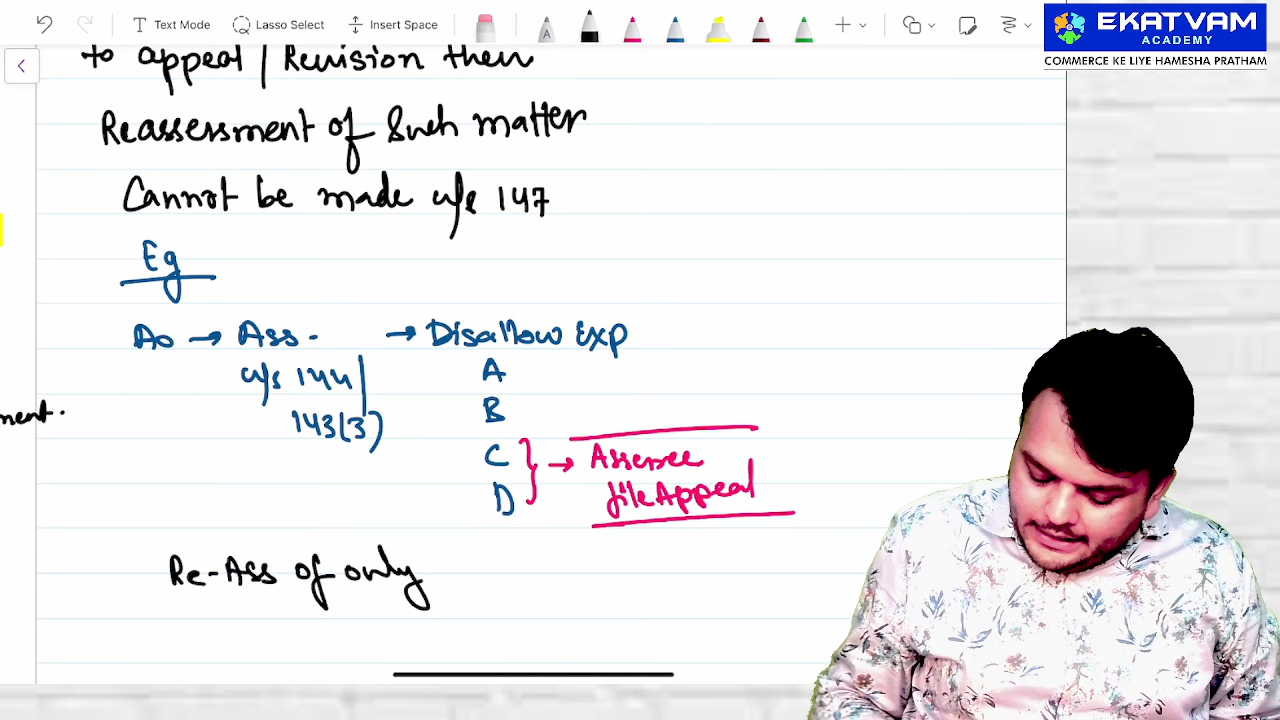 Text Mode
Lasso Select
Insert Space
EKATVAM
ACADEMY
COMMERCE KE LIYE HAMESHA PRATHAM
to appeal / Revision then
Reassessment of Such matter
Cannot be made u/s 147
Eg
AO → Ass. → Disallow Exp
u/s 144 A
143(3) B
C } → Assessee
D file Appeal
ment.
Re-Ass of only